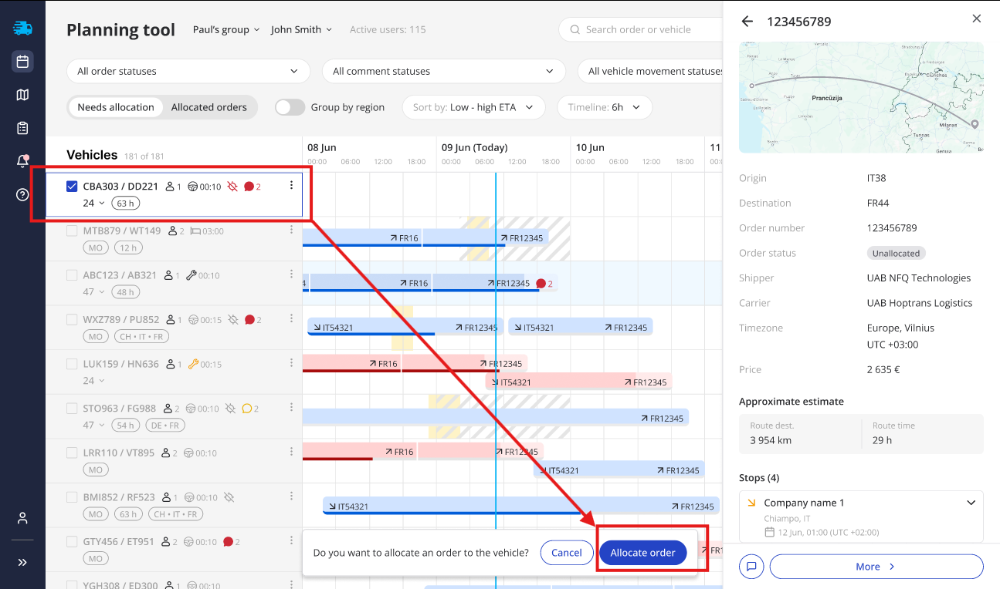 Planning tool
Paul's group
John Smith
Active users: 115
Search order or vehicle
All order statuses
All comment statuses
All vehicle movement statuses
Needs allocation
Allocated orders
Group by region
Sort by: Low - high ETA
Timeline: 6h
Vehicles 181 of 181
08 Jun
09 Jun (Today)
10 Jun
11
00:00 06:00 12:00 18:00 00:00 06:00 12:00 18:00 00:00 06:00 12:00 18:00 00:
CBA303 / DD221 1 00:10 2
24 63 h
MTB879 / WT149 2 03:00
MO 12 h
FR16
FR12345
ABC123 / AB321 1 00:10
47 48 h
4 FR16
FR12345
2
WXZ789 / PU852 1 00:15 2
MO CH • IT • FR
IT54321 FR12345
IT54321 FR12345
LUK159 / HN636 1 00:15
24
FR16
FR12345
IT54321 FR12345
STO963 / FG988 2 00:10 2
47 54 h DE • FR
FR12345
LRR110 / VT895 2 00:10
MO
FR16
FR12345
IT54321 FR12345
BMI852 / RF523 1 00:10
MO 63 h CH • IT • FR
IT54321 FR12345
GTY456 / ET951 2 00:10 2
MO
FR1
YGH308 / ED300 1 00:10
Do you want to allocate an order to the vehicle?
Cancel
Allocate order
123456789
Prancūzija
Milanas
Turinas
Genuja
Parma
Origin IT38
Destination FR44
Order number 123456789
Order status Unallocated
Shipper UAB NFQ Technologies
Carrier UAB Hoptrans Logistics
Timezone Europe, Vilnius
UTC +03:00
Price 2 635 €
Approximate estimate
Route dest. Route time
3 954 km 29 h
Stops (4)
Company name 1
Chiampo, IT
12 Jun, 01:00 (UTC +02:00)
More